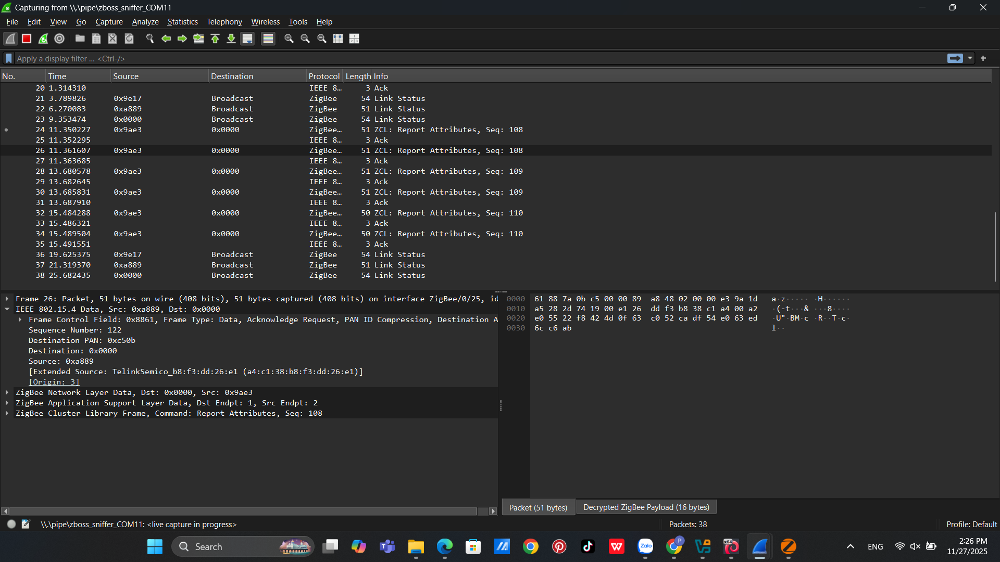 Capturing from \\.\pipe\zboss_sniffer_COM11
File Edit View Go Capture Analyze Statistics Telephony Wireless Tools Help
Apply a display filter ... <Ctrl-/>
No. Time Source Destination Protocol Length Info
20 1.314310 IEEE 8… 3 Ack
21 3.789826 0x9e17 Broadcast ZigBee 54 Link Status
22 6.270083 0xa889 Broadcast ZigBee 51 Link Status
23 9.353474 0x0000 Broadcast ZigBee 54 Link Status
24 11.350227 0x9ae3 0x0000 ZigBee… 51 ZCL: Report Attributes, Seq: 108
25 11.352295 IEEE 8… 3 Ack
26 11.361607 0x9ae3 0x0000 ZigBee… 51 ZCL: Report Attributes, Seq: 108
27 11.363685 IEEE 8… 3 Ack
28 13.680578 0x9ae3 0x0000 ZigBee… 51 ZCL: Report Attributes, Seq: 109
29 13.682645 IEEE 8… 3 Ack
30 13.685831 0x9ae3 0x0000 ZigBee… 51 ZCL: Report Attributes, Seq: 109
31 13.687910 IEEE 8… 3 Ack
32 15.484288 0x9ae3 0x0000 ZigBee… 50 ZCL: Report Attributes, Seq: 110
33 15.486321 IEEE 8… 3 Ack
34 15.489504 0x9ae3 0x0000 ZigBee… 50 ZCL: Report Attributes, Seq: 110
35 15.491551 IEEE 8… 3 Ack
36 19.625375 0x9e17 Broadcast ZigBee 54 Link Status
37 21.319370 0xa889 Broadcast ZigBee 51 Link Status
38 25.682435 0x0000 Broadcast ZigBee 54 Link Status
Frame 26: Packet, 51 bytes on wire (408 bits), 51 bytes captured (408 bits) on interface ZigBee/0/25, id
IEEE 802.15.4 Data, Src: 0xa889, Dst: 0x0000
Frame Control Field: 0x8861, Frame Type: Data, Acknowledge Request, PAN ID Compression, Destination A
Sequence Number: 122
Destination PAN: 0xc50b
Destination: 0x0000
Source: 0xa889
[Extended Source: TelinkSemico_b8:f3:dd:26:e1 (a4:c1:38:b8:f3:dd:26:e1)]
[Origin: 3]
ZigBee Network Layer Data, Dst: 0x0000, Src: 0x9ae3
ZigBee Application Support Layer Data, Dst Endpt: 1, Src Endpt: 2
ZigBee Cluster Library Frame, Command: Report Attributes, Seq: 108
0000 61 88 7a 0b c5 00 00 89 a8 48 02 00 00 e3 9a 1d a·z····· ·H······
0010 a5 28 2d 74 19 00 e1 26 dd f3 b8 38 c1 a4 00 a2 ·(-t···& ···8····
0020 e0 55 22 f8 42 4d 0f 63 c0 52 ca df 54 e0 63 ed ·U"·BM·c ·R··T·c·
0030 6c c6 ab l··
Packet (51 bytes) Decrypted ZigBee Payload (16 bytes)
\\.\pipe\zboss_sniffer_COM11: <live capture in progress> Packets: 38 Profile: Default
Search
Zalo
P
x64
ENG
2:26 PM
11/27/2025